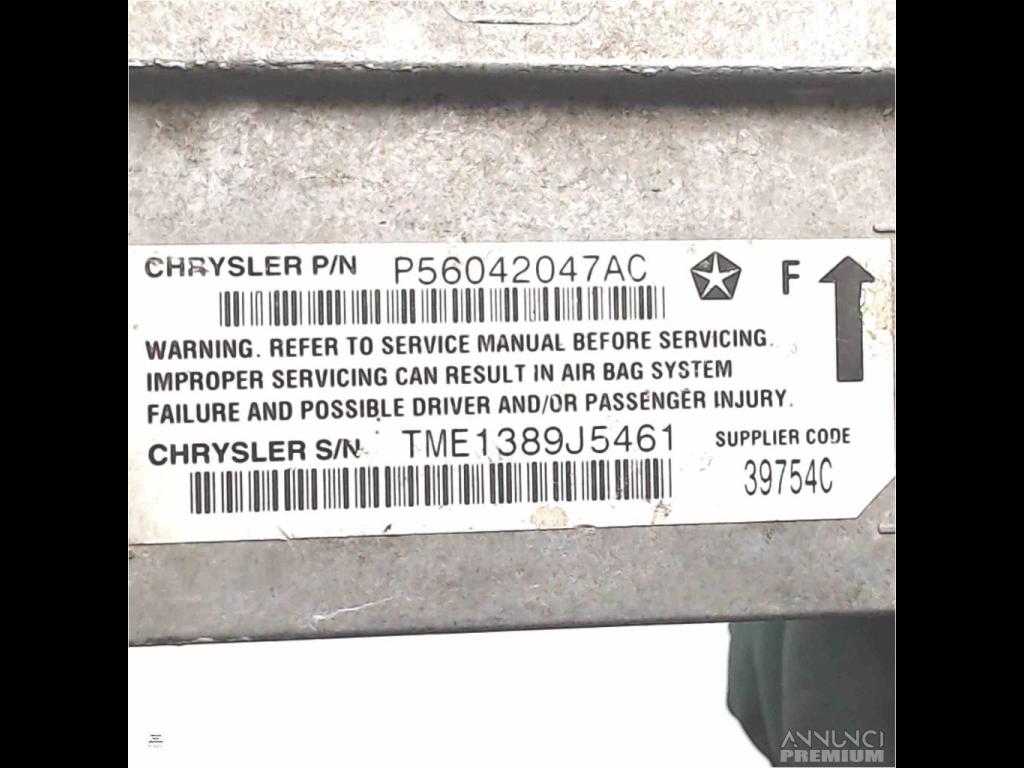 CHRYSLER P/N P56042047AC F
WARNING. REFER TO SERVICE MANUAL BEFORE SERVICING.
IMPROPER SERVICING CAN RESULT IN AIR BAG SYSTEM
FAILURE AND POSSIBLE DRIVER AND/OR PASSENGER INJURY.
CHRYSLER S/N TME1389J5461 SUPPLIER CODE
39754C
ANNUNCI
PREMIUM